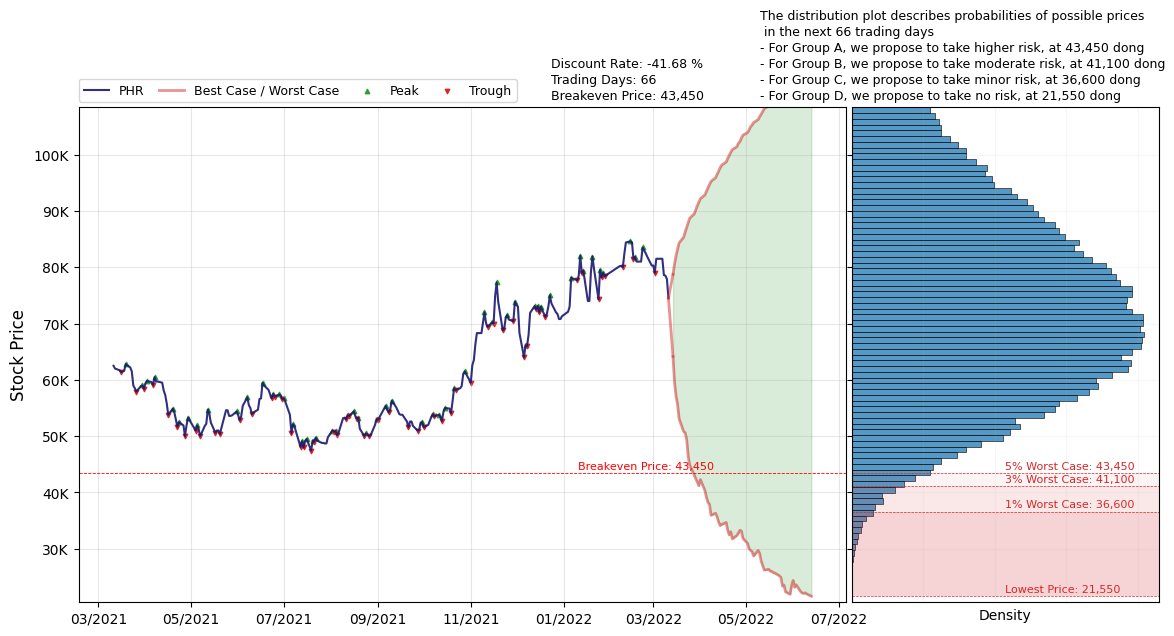 The distribution plot describes probabilities of possible prices
in the next 66 trading days
- For Group A, we propose to take higher risk, at 43,450 dong
- For Group B, we propose to take moderate risk, at 41,100 dong
- For Group C, we propose to take minor risk, at 36,600 dong
- For Group D, we propose to take no risk, at 21,550 dong
Discount Rate: -41.68 %
Trading Days: 66
Breakeven Price: 43,450
PHR Best Case / Worst Case Peak Trough
Stock Price
100K
90K
80K
70K
60K
50K
40K
30K
Breakeven Price: 43,450
5% Worst Case: 43,450
3% Worst Case: 41,100
1% Worst Case: 36,600
Lowest Price: 21,550
03/2021 05/2021 07/2021 09/2021 11/2021 01/2022 03/2022 05/2022 07/2022
Density